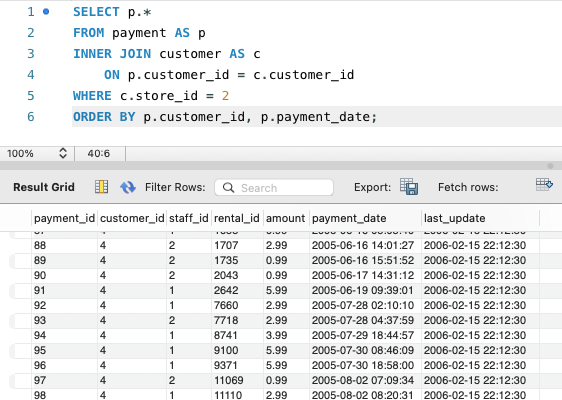 1 SELECT p.*
2 FROM payment AS p
3 INNER JOIN customer AS c
4 ON p.customer_id = c.customer_id
5 WHERE c.store_id = 2
6 ORDER BY p.customer_id, p.payment_date;
100% 40:6
Result Grid Filter Rows: Search Export: Fetch rows:
payment_id customer_id staff_id rental_id amount payment_date last_update
88 4 2 1707 2.99 2005-06-16 14:01:27 2006-02-15 22:12:30
89 4 2 1735 0.99 2005-06-16 15:51:52 2006-02-15 22:12:30
90 4 2 2043 0.99 2005-06-17 14:31:12 2006-02-15 22:12:30
91 4 1 2642 5.99 2005-06-19 09:39:01 2006-02-15 22:12:30
92 4 1 7660 2.99 2005-07-28 02:10:10 2006-02-15 22:12:30
93 4 2 7718 2.99 2005-07-28 04:37:59 2006-02-15 22:12:30
94 4 1 8741 3.99 2005-07-29 18:44:57 2006-02-15 22:12:30
95 4 1 9100 5.99 2005-07-30 08:46:09 2006-02-15 22:12:30
96 4 1 9371 5.99 2005-07-30 18:58:00 2006-02-15 22:12:30
97 4 2 11069 0.99 2005-08-02 07:09:34 2006-02-15 22:12:30
98 4 1 11110 2.99 2005-08-02 08:20:31 2006-02-15 22:12:30